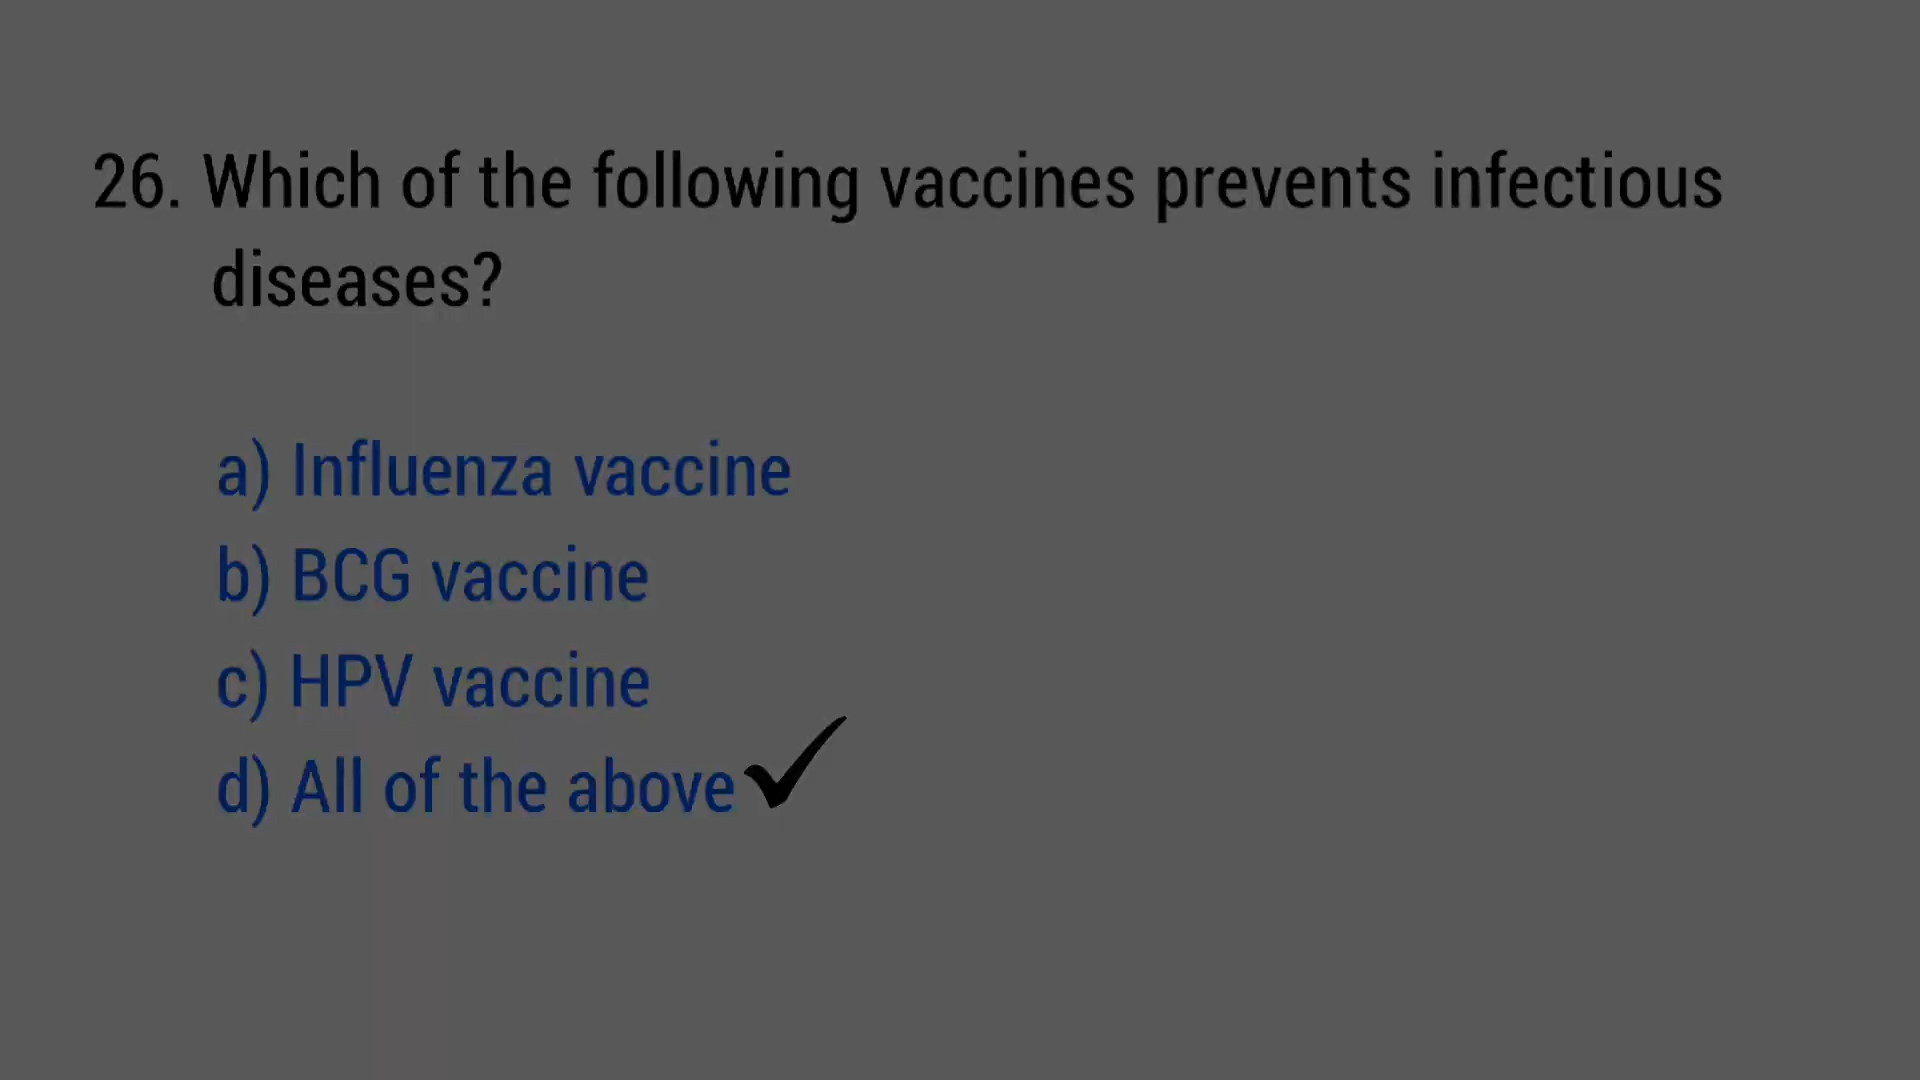 26. Which of the following vaccines prevents infectious
diseases?
a) Influenza vaccine
b) BCG vaccine
c) HPV vaccine
d) All of the above